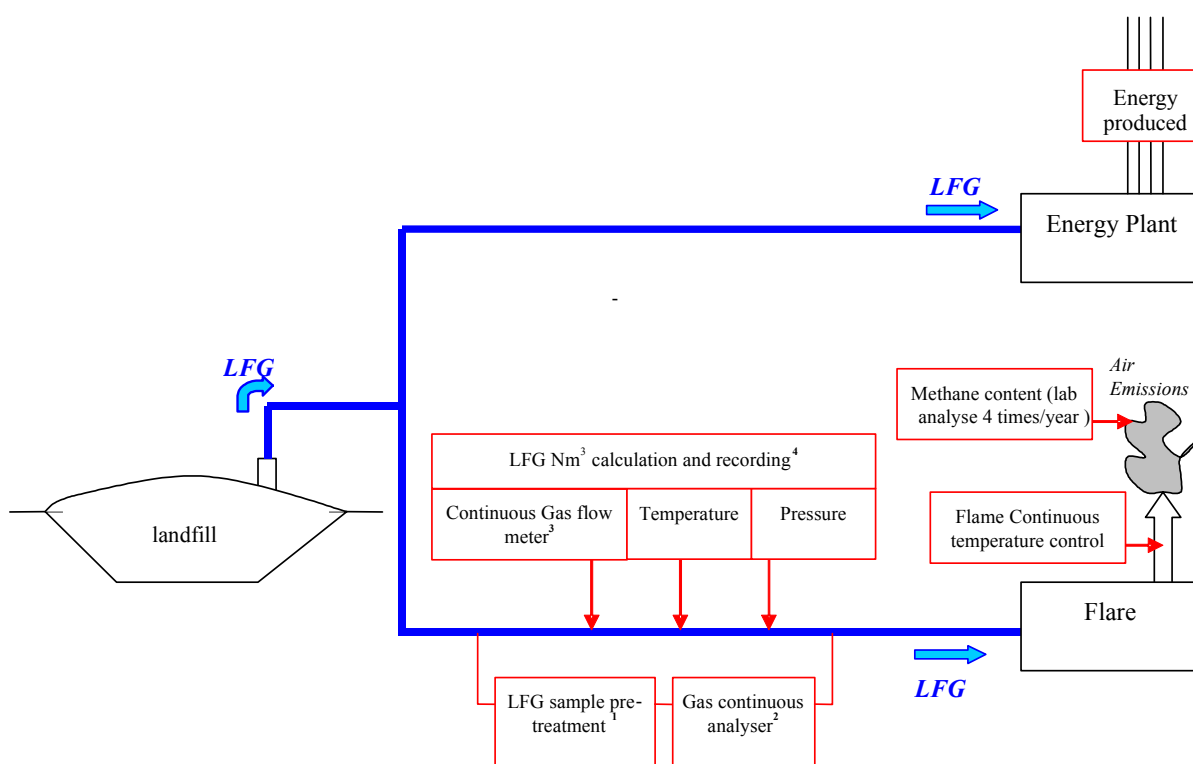 Energy
produced
LFG
Energy Plant
-
LFG
Air
Emissions
Methane content (lab
analyse 4 times/year )
LFG Nm³ calculation and recording⁴
Continuous Gas flow
meter³
Temperature
Pressure
Flame Continuous
temperature control
landfill
Flare
LFG
LFG sample pre-
treatment¹
Gas continuous
analyser²